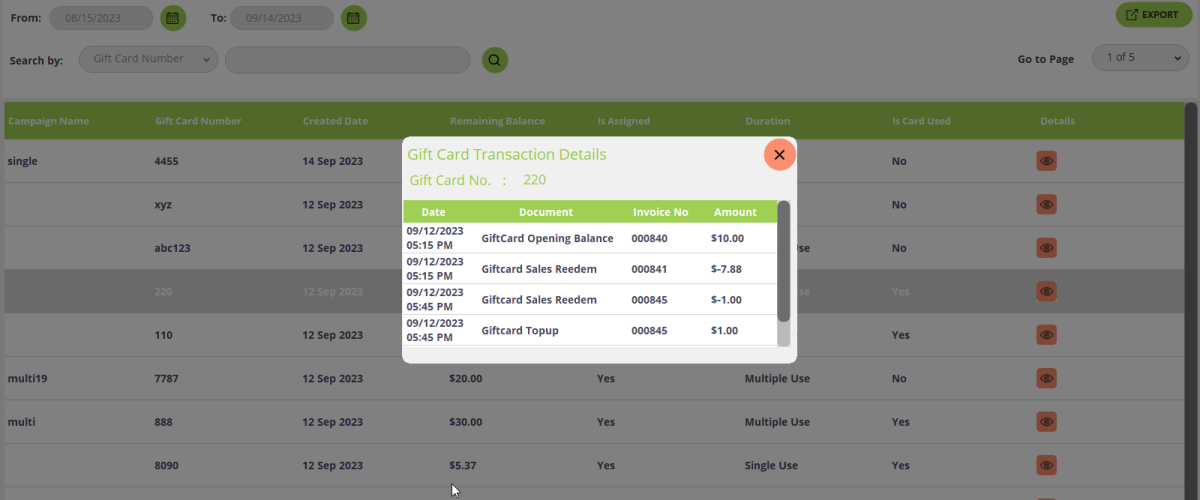 From: 08/15/2023 To: 09/14/2023 EXPORT
Search by: Gift Card Number Go to Page 1 of 5
Campaign Name Gift Card Number Created Date Remaining Balance Is Assigned Duration Is Card Used Details
single 4455 14 Sep 2023 No
xyz 12 Sep 2023 No
abc123 12 Sep 2023 No
220 12 Sep 2023 Yes
110 12 Sep 2023 Yes
multi19 7787 12 Sep 2023 $20.00 Yes Multiple Use No
multi 888 12 Sep 2023 $30.00 Yes Multiple Use Yes
8090 12 Sep 2023 $5.37 Yes Single Use Yes
Gift Card Transaction Details
Gift Card No. : 220
Date Document Invoice No Amount
09/12/2023 05:15 PM GiftCard Opening Balance 000840 $10.00
09/12/2023 05:15 PM Giftcard Sales Reedem 000841 $-7.88
09/12/2023 05:45 PM Giftcard Sales Reedem 000845 $-1.00
09/12/2023 05:45 PM Giftcard Topup 000845 $1.00